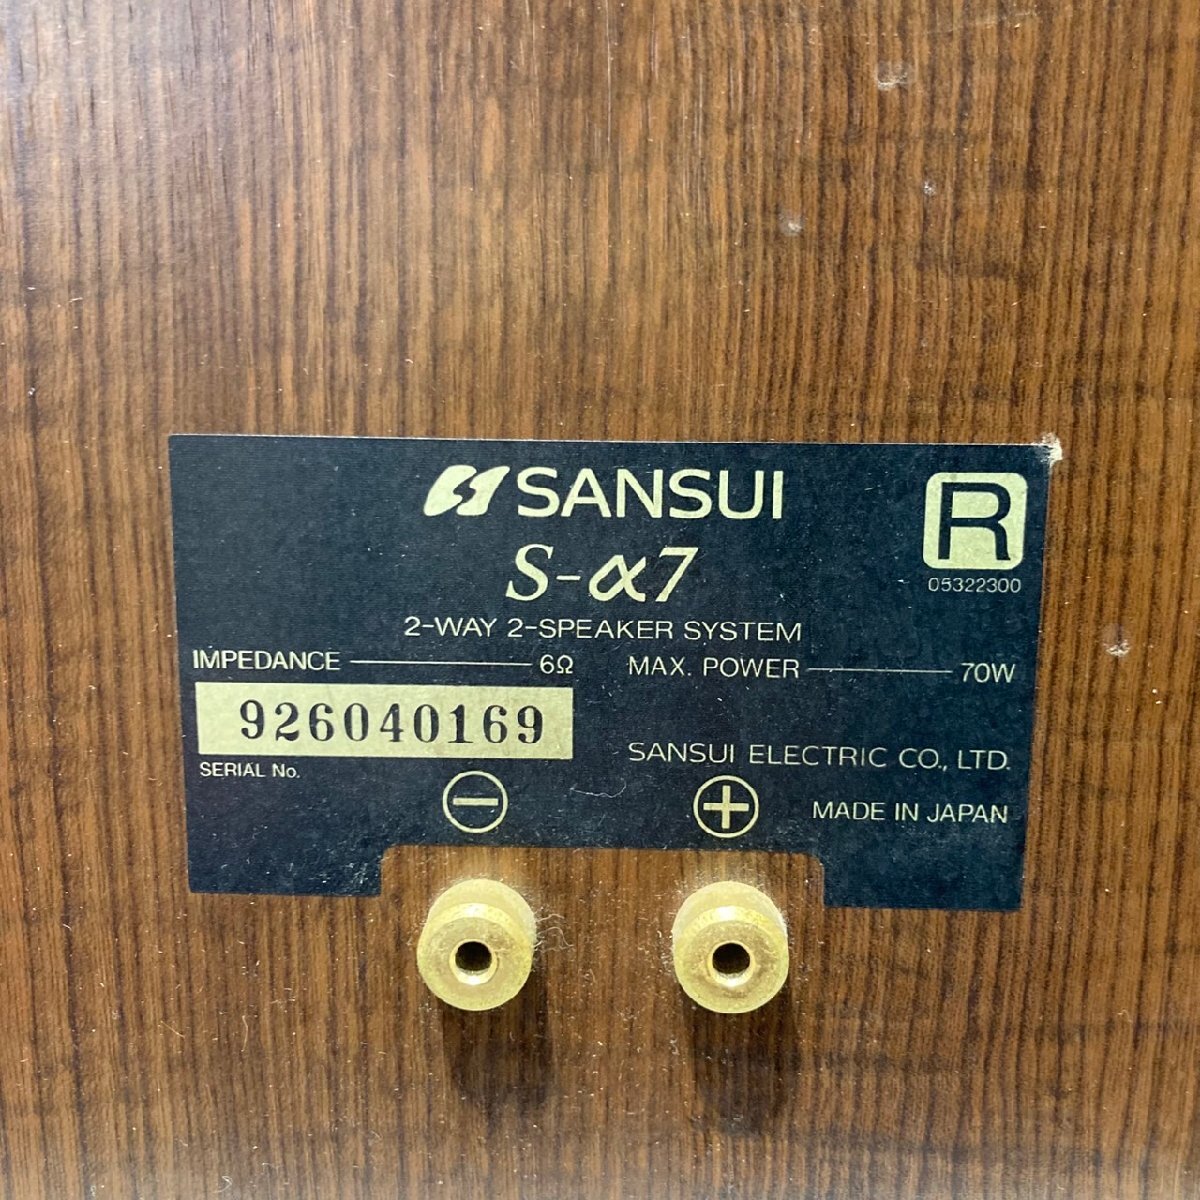 SANSUI
R
05322300
S-α7
2-WAY 2-SPEAKER SYSTEM
IMPEDANCE 6Ω MAX. POWER 70W
926040169
SERIAL No.
SANSUI ELECTRIC CO., LTD.
− +
MADE IN JAPAN